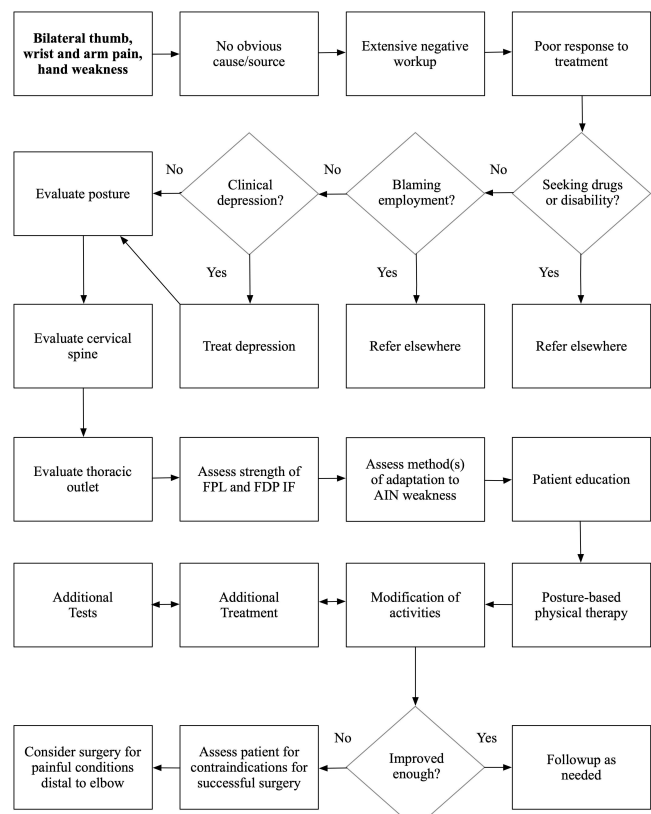 Bilateral thumb,
wrist and arm pain,
hand weakness
No obvious
cause/source
Extensive negative
workup
Poor response to
treatment
Seeking drugs
or disability?
No
Blaming
employment?
No
Clinical
depression?
No
Evaluate posture
Yes
Yes
Yes
Evaluate cervical
spine
Treat depression
Refer elsewhere
Refer elsewhere
Evaluate thoracic
outlet
Assess strength of
FPL and FDP IF
Assess method(s)
of adaptation to
AIN weakness
Patient education
Posture-based
physical therapy
Modification of
activities
Additional
Treatment
Additional
Tests
Improved
enough?
Yes
Followup as
needed
No
Assess patient for
contraindications for
successful surgery
Consider surgery for
painful conditions
distal to elbow